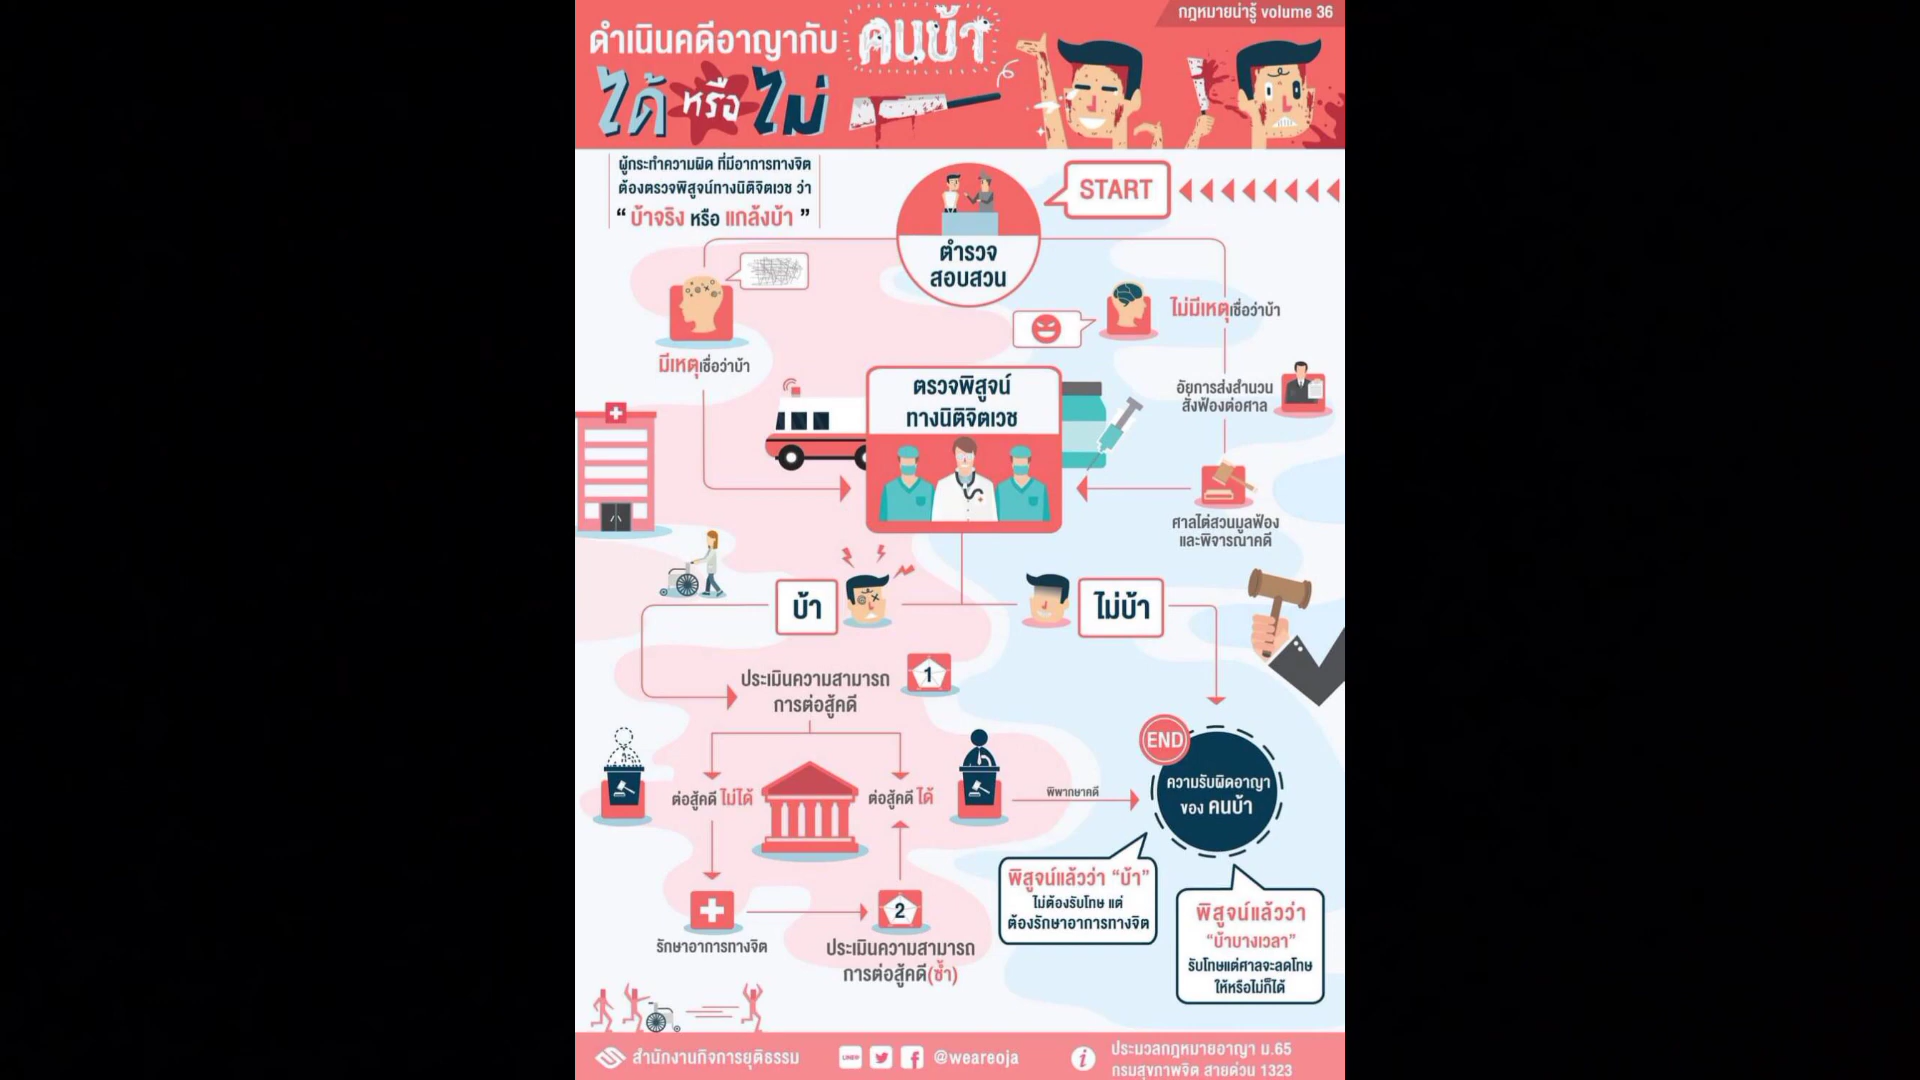 กฎหมายน่ารู้ volume 36
ดำเนินคดีอาญากับ คนบ้า
ได้ หรือ ไม่
ผู้กระทำความผิด ที่มีอาการทางจิต
ต้องตรวจพิสูจน์ทางนิติจิตเวช ว่า
“ บ้าจริง หรือ แกล้งบ้า ”
START
ตำรวจ
สอบสวน
ไม่มีเหตุเชื่อว่าบ้า
มีเหตุเชื่อว่าบ้า
ตรวจพิสูจน์
ทางนิติจิตเวช
อัยการส่งสำนวน
สั่งฟ้องต่อศาล
ศาลไต่สวนมูลฟ้อง
และพิจารณาคดี
บ้า
ไม่บ้า
ประเมินความสามารถ
การต่อสู้คดี
1
END
ความรับผิดอาญา
ของ คนบ้า
ต่อสู้คดี ไม่ได้
ต่อสู้คดี ได้
พิพากษาคดี
พิสูจน์แล้วว่า “บ้า”
ไม่ต้องรับโทษ แต่
ต้องรักษาอาการทางจิต
พิสูจน์แล้วว่า
“บ้าบางเวลา”
รับโทษแต่ศาลจะลดโทษ
ให้หรือไม่ก็ได้
2
รักษาอาการทางจิต
ประเมินความสามารถ
การต่อสู้คดี(ซ้ำ)
สำนักงานกิจการยุติธรรม
LINE@
@weareoja
ประมวลกฎหมายอาญา ม.65
กรมสุขภาพจิต สายด่วน 1323